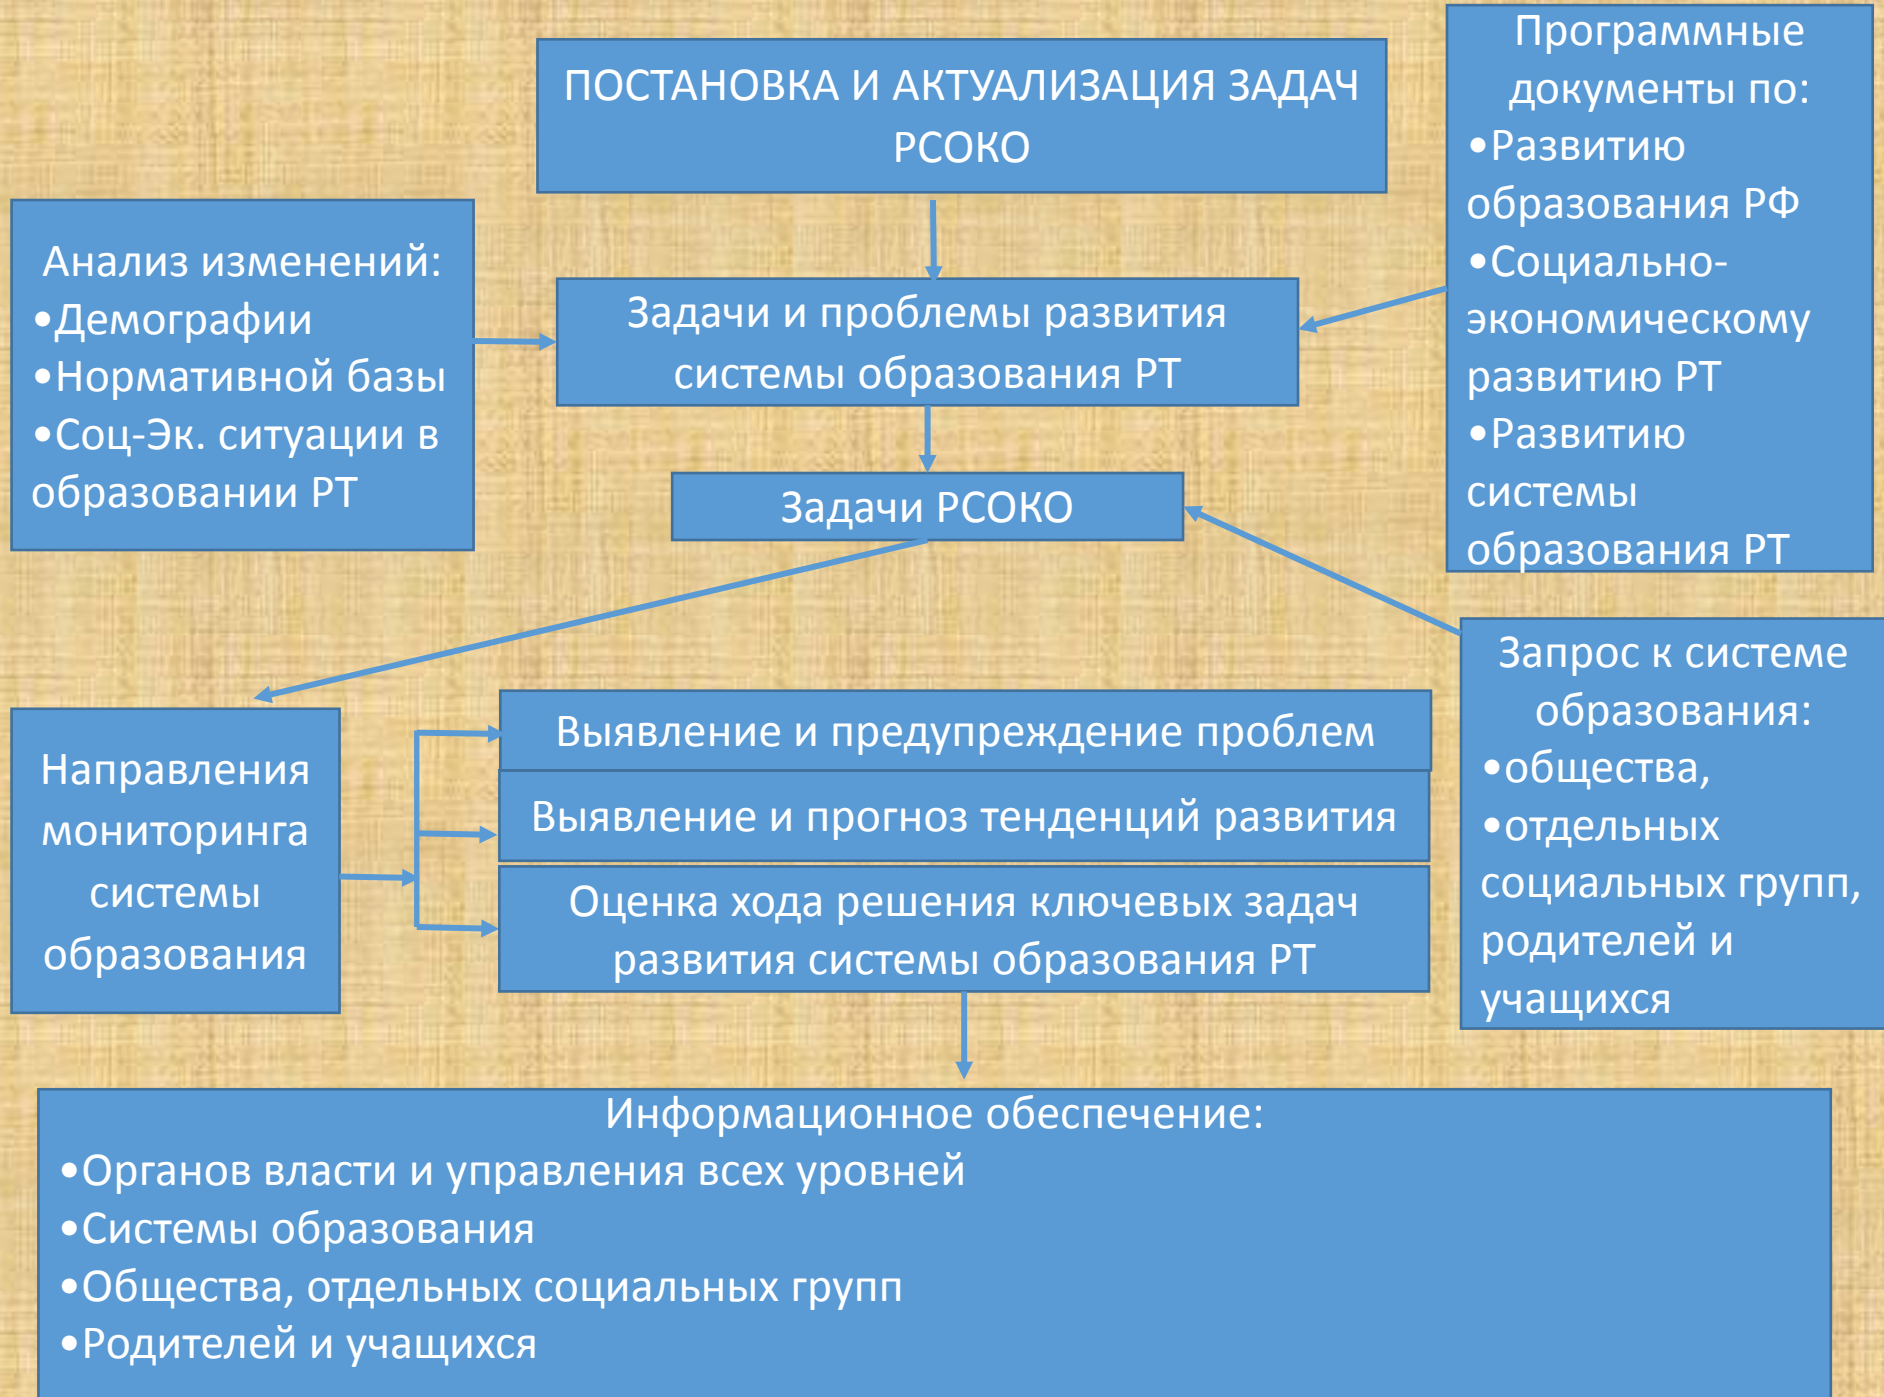 ПОСТАНОВКА И АКТУАЛИЗАЦИЯ ЗАДАЧ
РСОКО
Программные
документы по:
•Развитию
образования РФ
•Социально-
экономическому
развитию РТ
•Развитию
системы
образования РТ
Анализ изменений:
•Демографии
•Нормативной базы
•Соц-Эк. ситуации в
образовании РТ
Задачи и проблемы развития
системы образования РТ
Задачи РСОКО
Запрос к системе
образования:
•общества,
•отдельных
социальных групп,
родителей и
учащихся
Направления
мониторинга
системы
образования
Выявление и предупреждение проблем
Выявление и прогноз тенденций развития
Оценка хода решения ключевых задач
развития системы образования РТ
Информационное обеспечение:
•Органов власти и управления всех уровней
•Системы образования
•Общества, отдельных социальных групп
•Родителей и учащихся